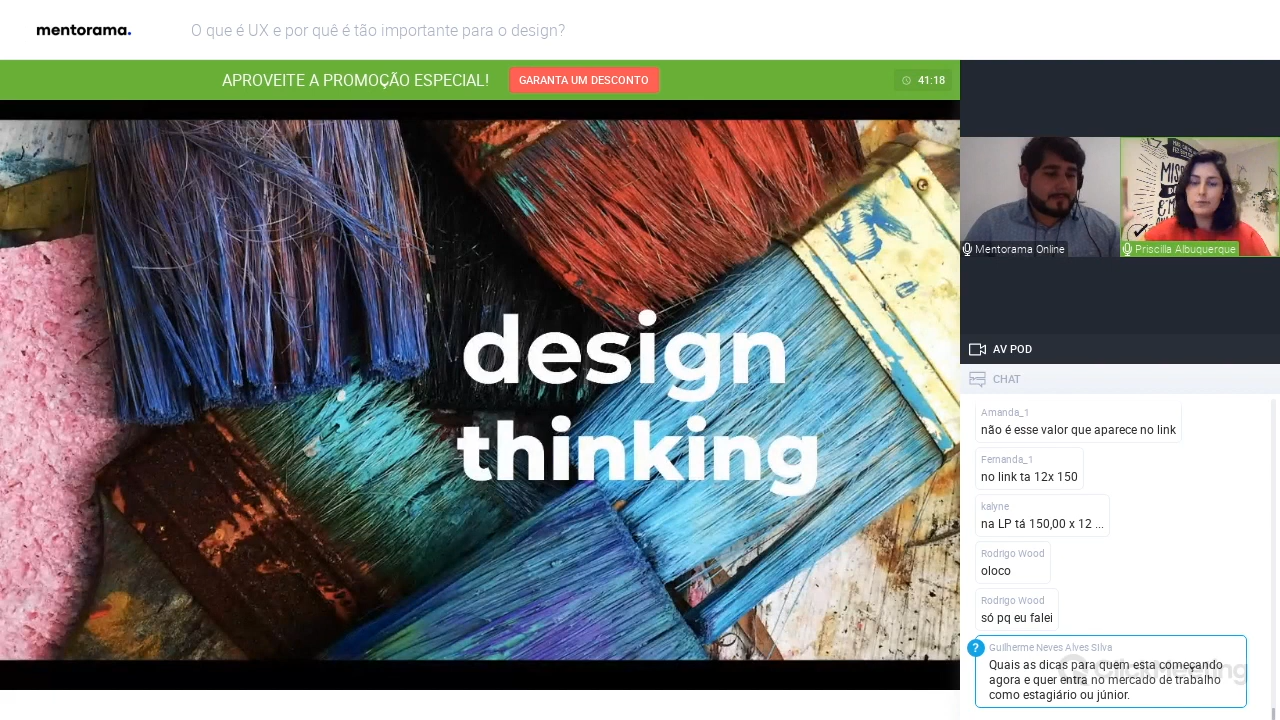 mentorama.
O que é UX e por quê é tão importante para o design?
APROVEITE A PROMOÇÃO ESPECIAL!
GARANTA UM DESCONTO
41:18
design
thinking
Mentorama Online
Priscilla Albuquerque
AV POD
CHAT
Amanda_1
não é esse valor que aparece no link
Fernanda_1
no link ta 12x 150
kalyne
na LP tá 150,00 x 12 ...
Rodrigo Wood
oloco
Rodrigo Wood
só pq eu falei
?
Guilherme Neves Alves Silva
Quais as dicas para quem esta começando
agora e quer entra no mercado de trabalho
como estagiário ou júnior.
ClickMeeting